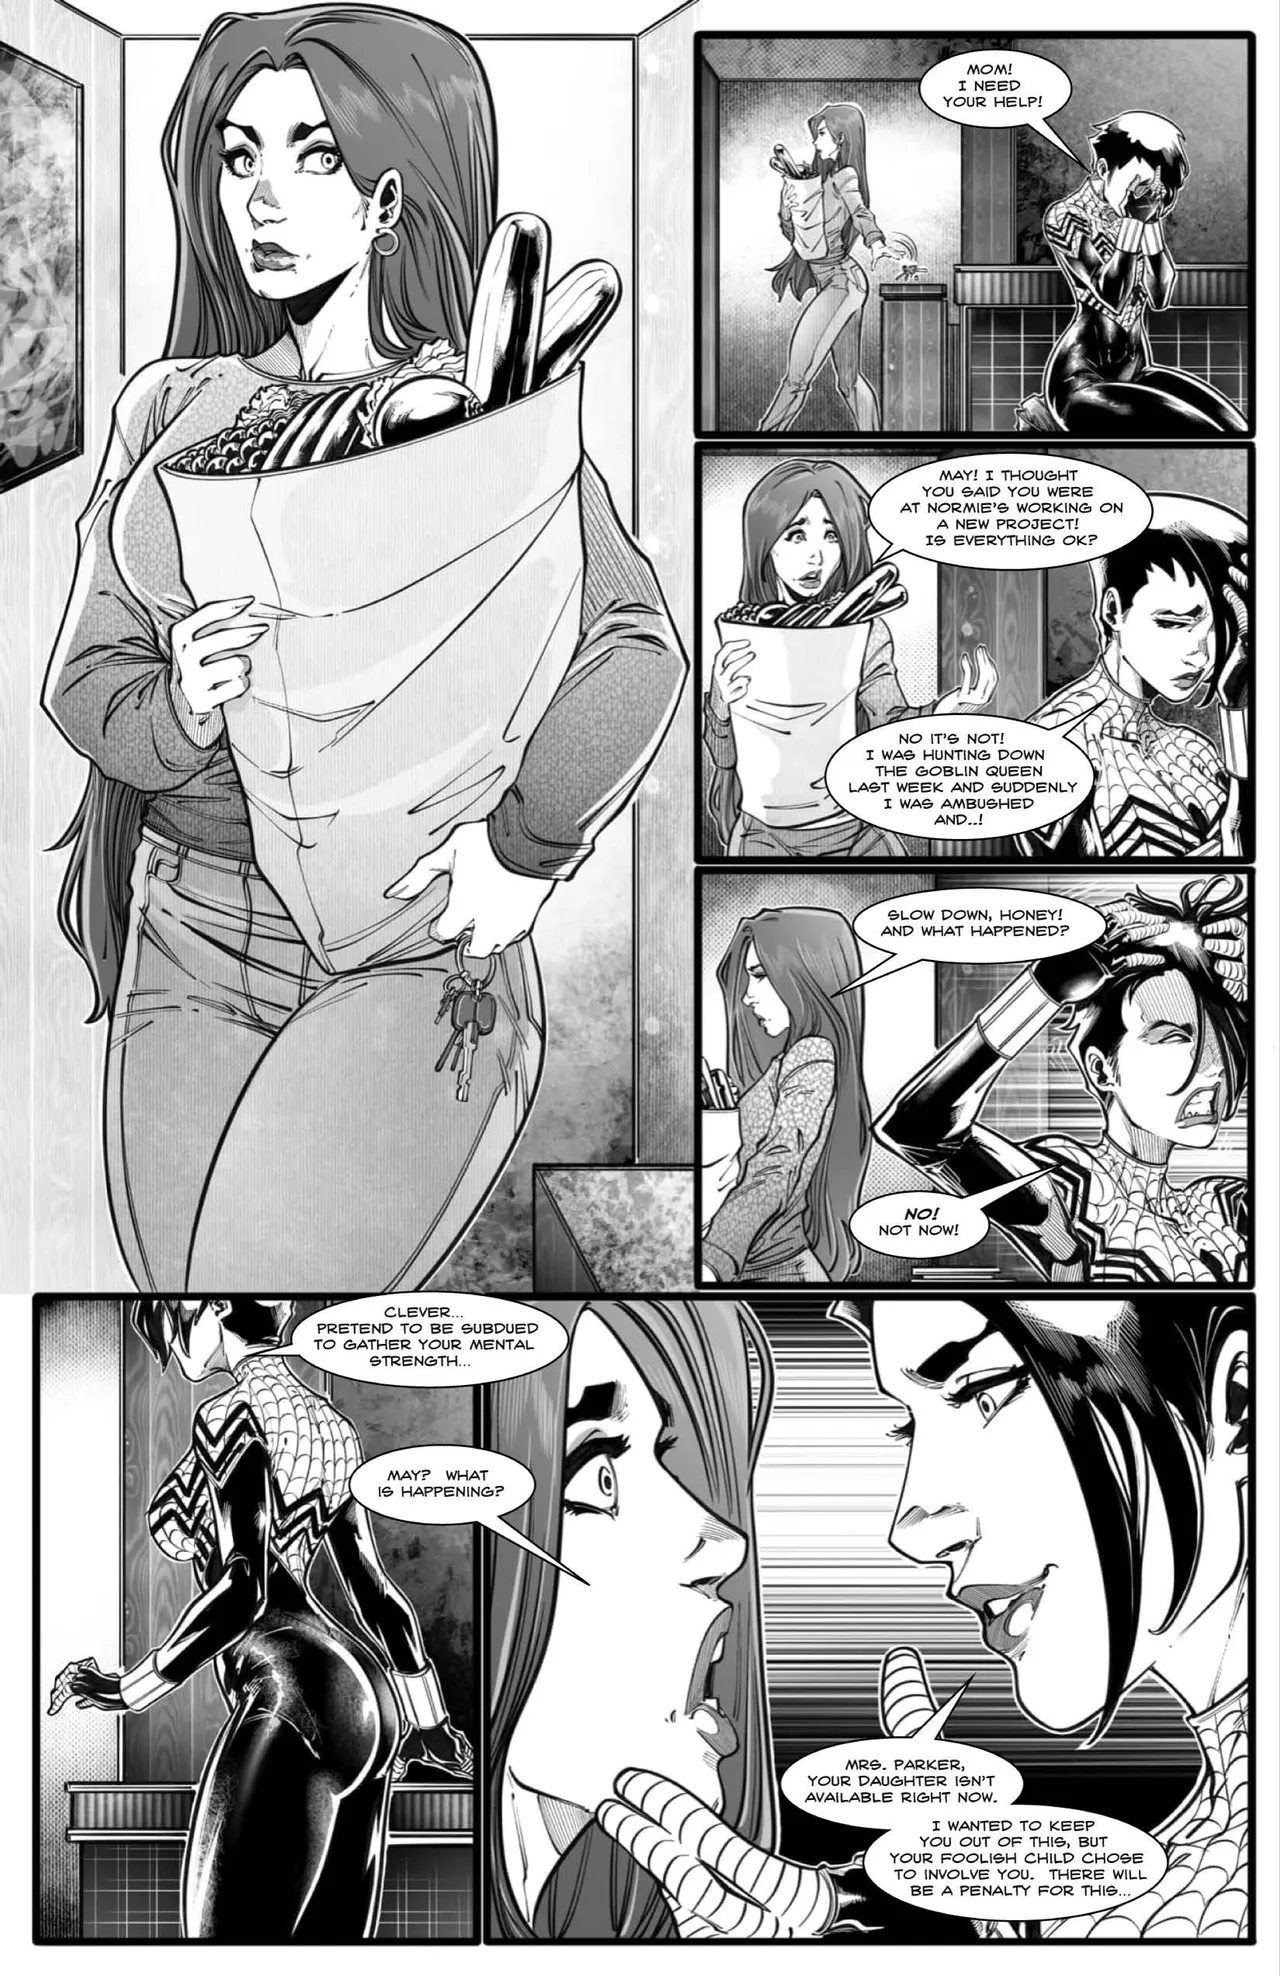 MOM!
I NEED
YOUR HELP!
MAY! I THOUGHT
YOU SAID YOU WERE
AT NORMIE'S WORKING ON
A NEW PROJECT!
IS EVERYTHING OK?
NO IT'S NOT!
I WAS HUNTING DOWN
THE GOBLIN QUEEN
LAST WEEK AND SUDDENLY
I WAS AMBUSHED
AND..!
SLOW DOWN, HONEY!
AND WHAT HAPPENED?
NO!
NOT NOW!
CLEVER...
PRETEND TO BE SUBDUED
TO GATHER YOUR MENTAL
STRENGTH...
MAY? WHAT
IS HAPPENING?
MRS. PARKER,
YOUR DAUGHTER ISN'T
AVAILABLE RIGHT NOW.
I WANTED TO KEEP
YOU OUT OF THIS, BUT
YOUR FOOLISH CHILD CHOSE
TO INVOLVE YOU. THERE WILL
BE A PENALTY FOR THIS...